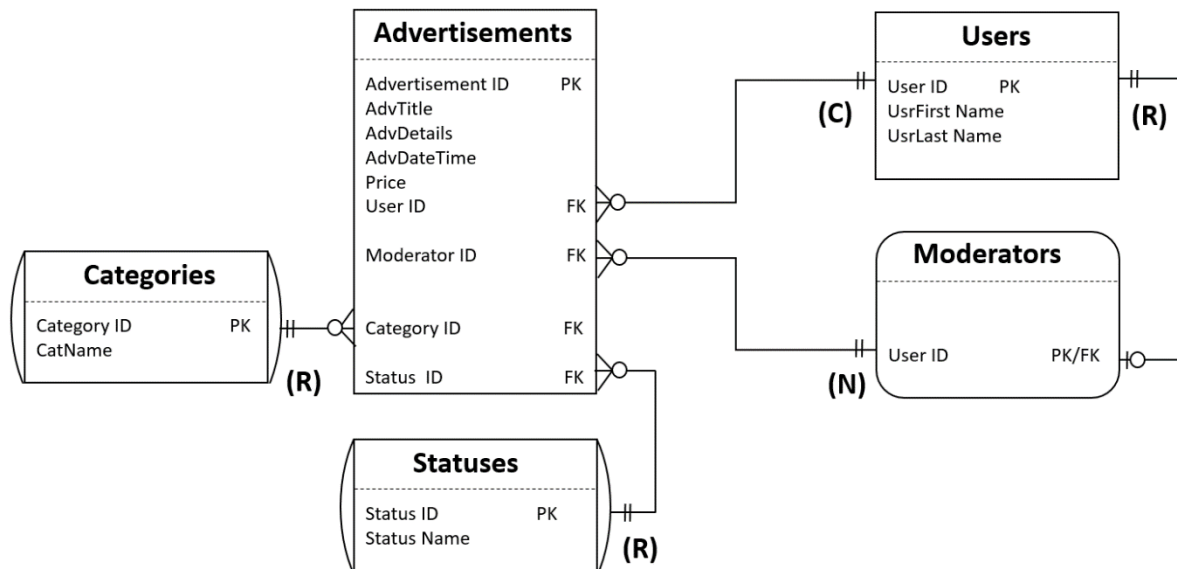 Advertisements
Advertisement ID PK
AdvTitle
AdvDetails
AdvDateTime
Price
User ID FK
Moderator ID FK
Category ID FK
Status ID FK
Users
User ID PK
UsrFirst Name
UsrLast Name
(C)
(R)
Moderators
User ID PK/FK
(N)
Categories
Category ID PK
CatName
(R)
Statuses
Status ID PK
Status Name
(R)